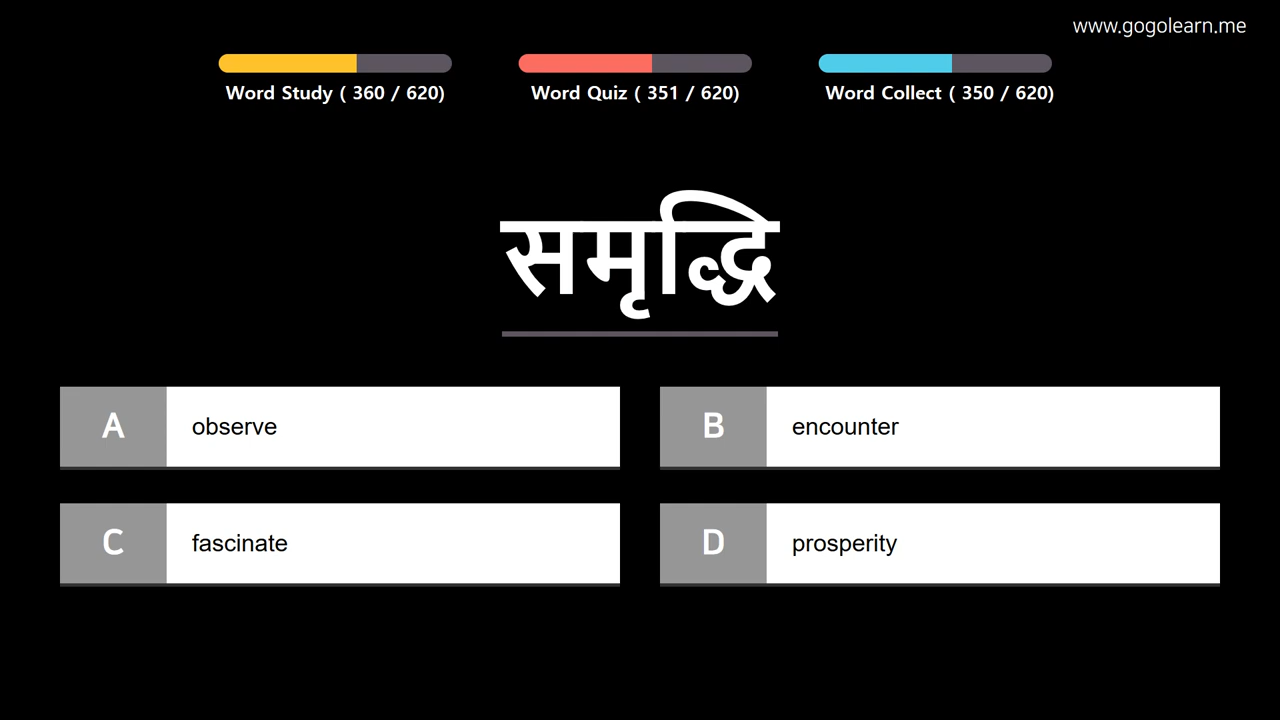 www.gogolearn.me
Word Study ( 360 / 620)
Word Quiz ( 351 / 620)
Word Collect ( 350 / 620)
समृद्धि
A observe
B encounter
C fascinate
D prosperity